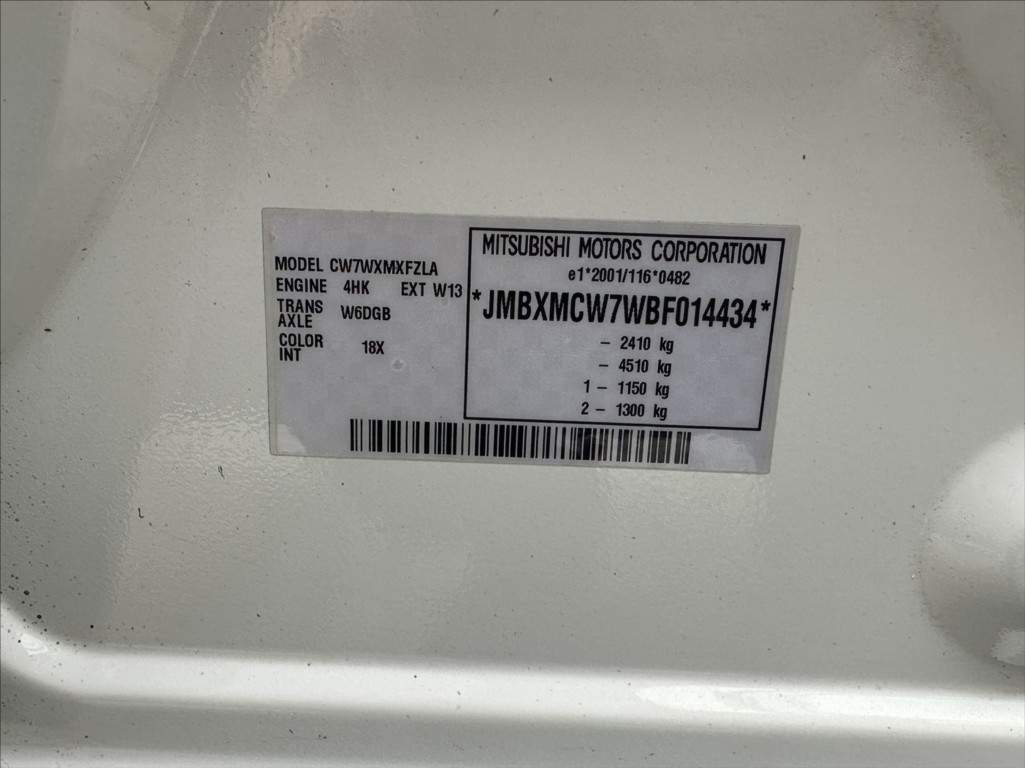 MODEL CW7WXMXFZLA
ENGINE 4HK EXT W13
TRANS AXLE W6DGB
COLOR INT 18X
MITSUBISHI MOTORS CORPORATION
e1*2001/116*0482
*JMBXMCW7WBF014434*
– 2410 kg
– 4510 kg
1 – 1150 kg
2 – 1300 kg